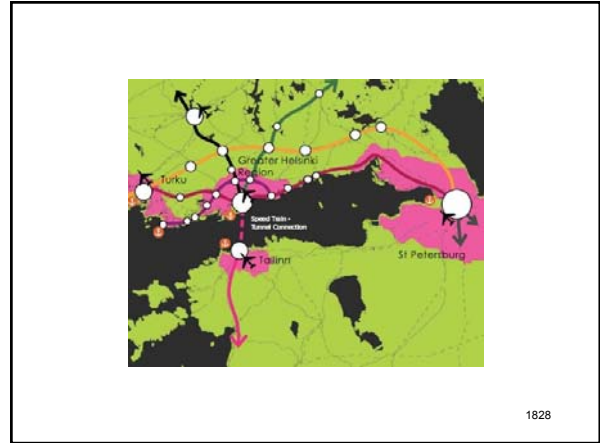 Greater Helsinki
Region
Turku
Speed Train -
Tunnel Connection
Tallinn
St Petersburg
1828